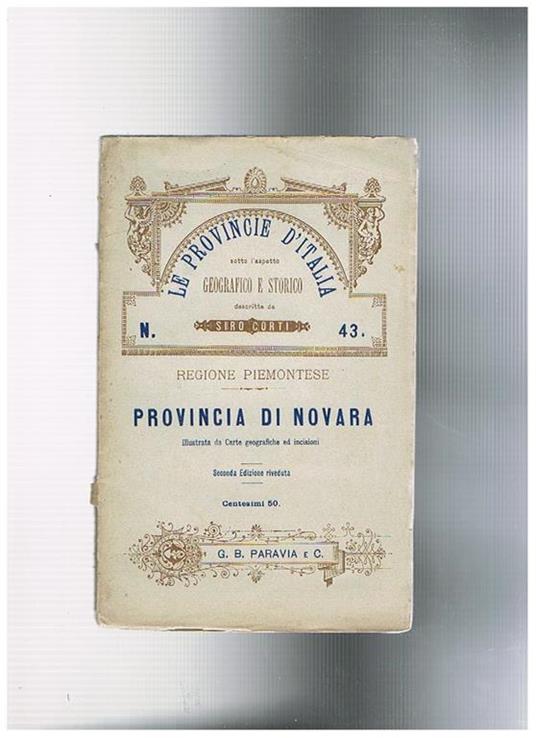 LE PROVINCIE D'ITALIA
sotto l'aspetto
GEOGRAFICO E STORICO
descritte da
SIRO CORTI
N. 43.
REGIONE PIEMONTESE
PROVINCIA DI NOVARA
illustrata da Carte geografiche ed incisioni
Seconda Edizione riveduta
Centesimi 50.
G. B. PARAVIA E C.